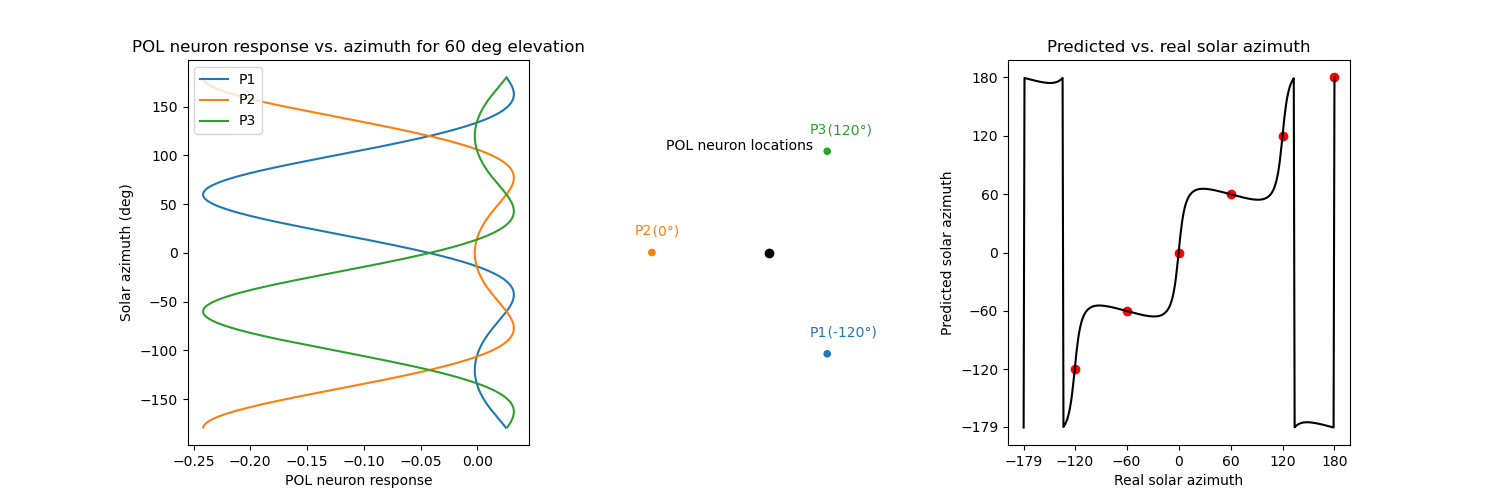 POL neuron response vs. azimuth for 60 deg elevation
P1
P2
P3
150
100
50
0
−50
−100
−150
Solar azimuth (deg)
−0.25 −0.20 −0.15 −0.10 −0.05 0.00
POL neuron response
P3(120°)
POL neuron locations
P2(0°)
P1(-120°)
Predicted vs. real solar azimuth
180
120
60
0
−60
−120
−179
Predicted solar azimuth
−179 −120 −60 0 60 120 180
Real solar azimuth